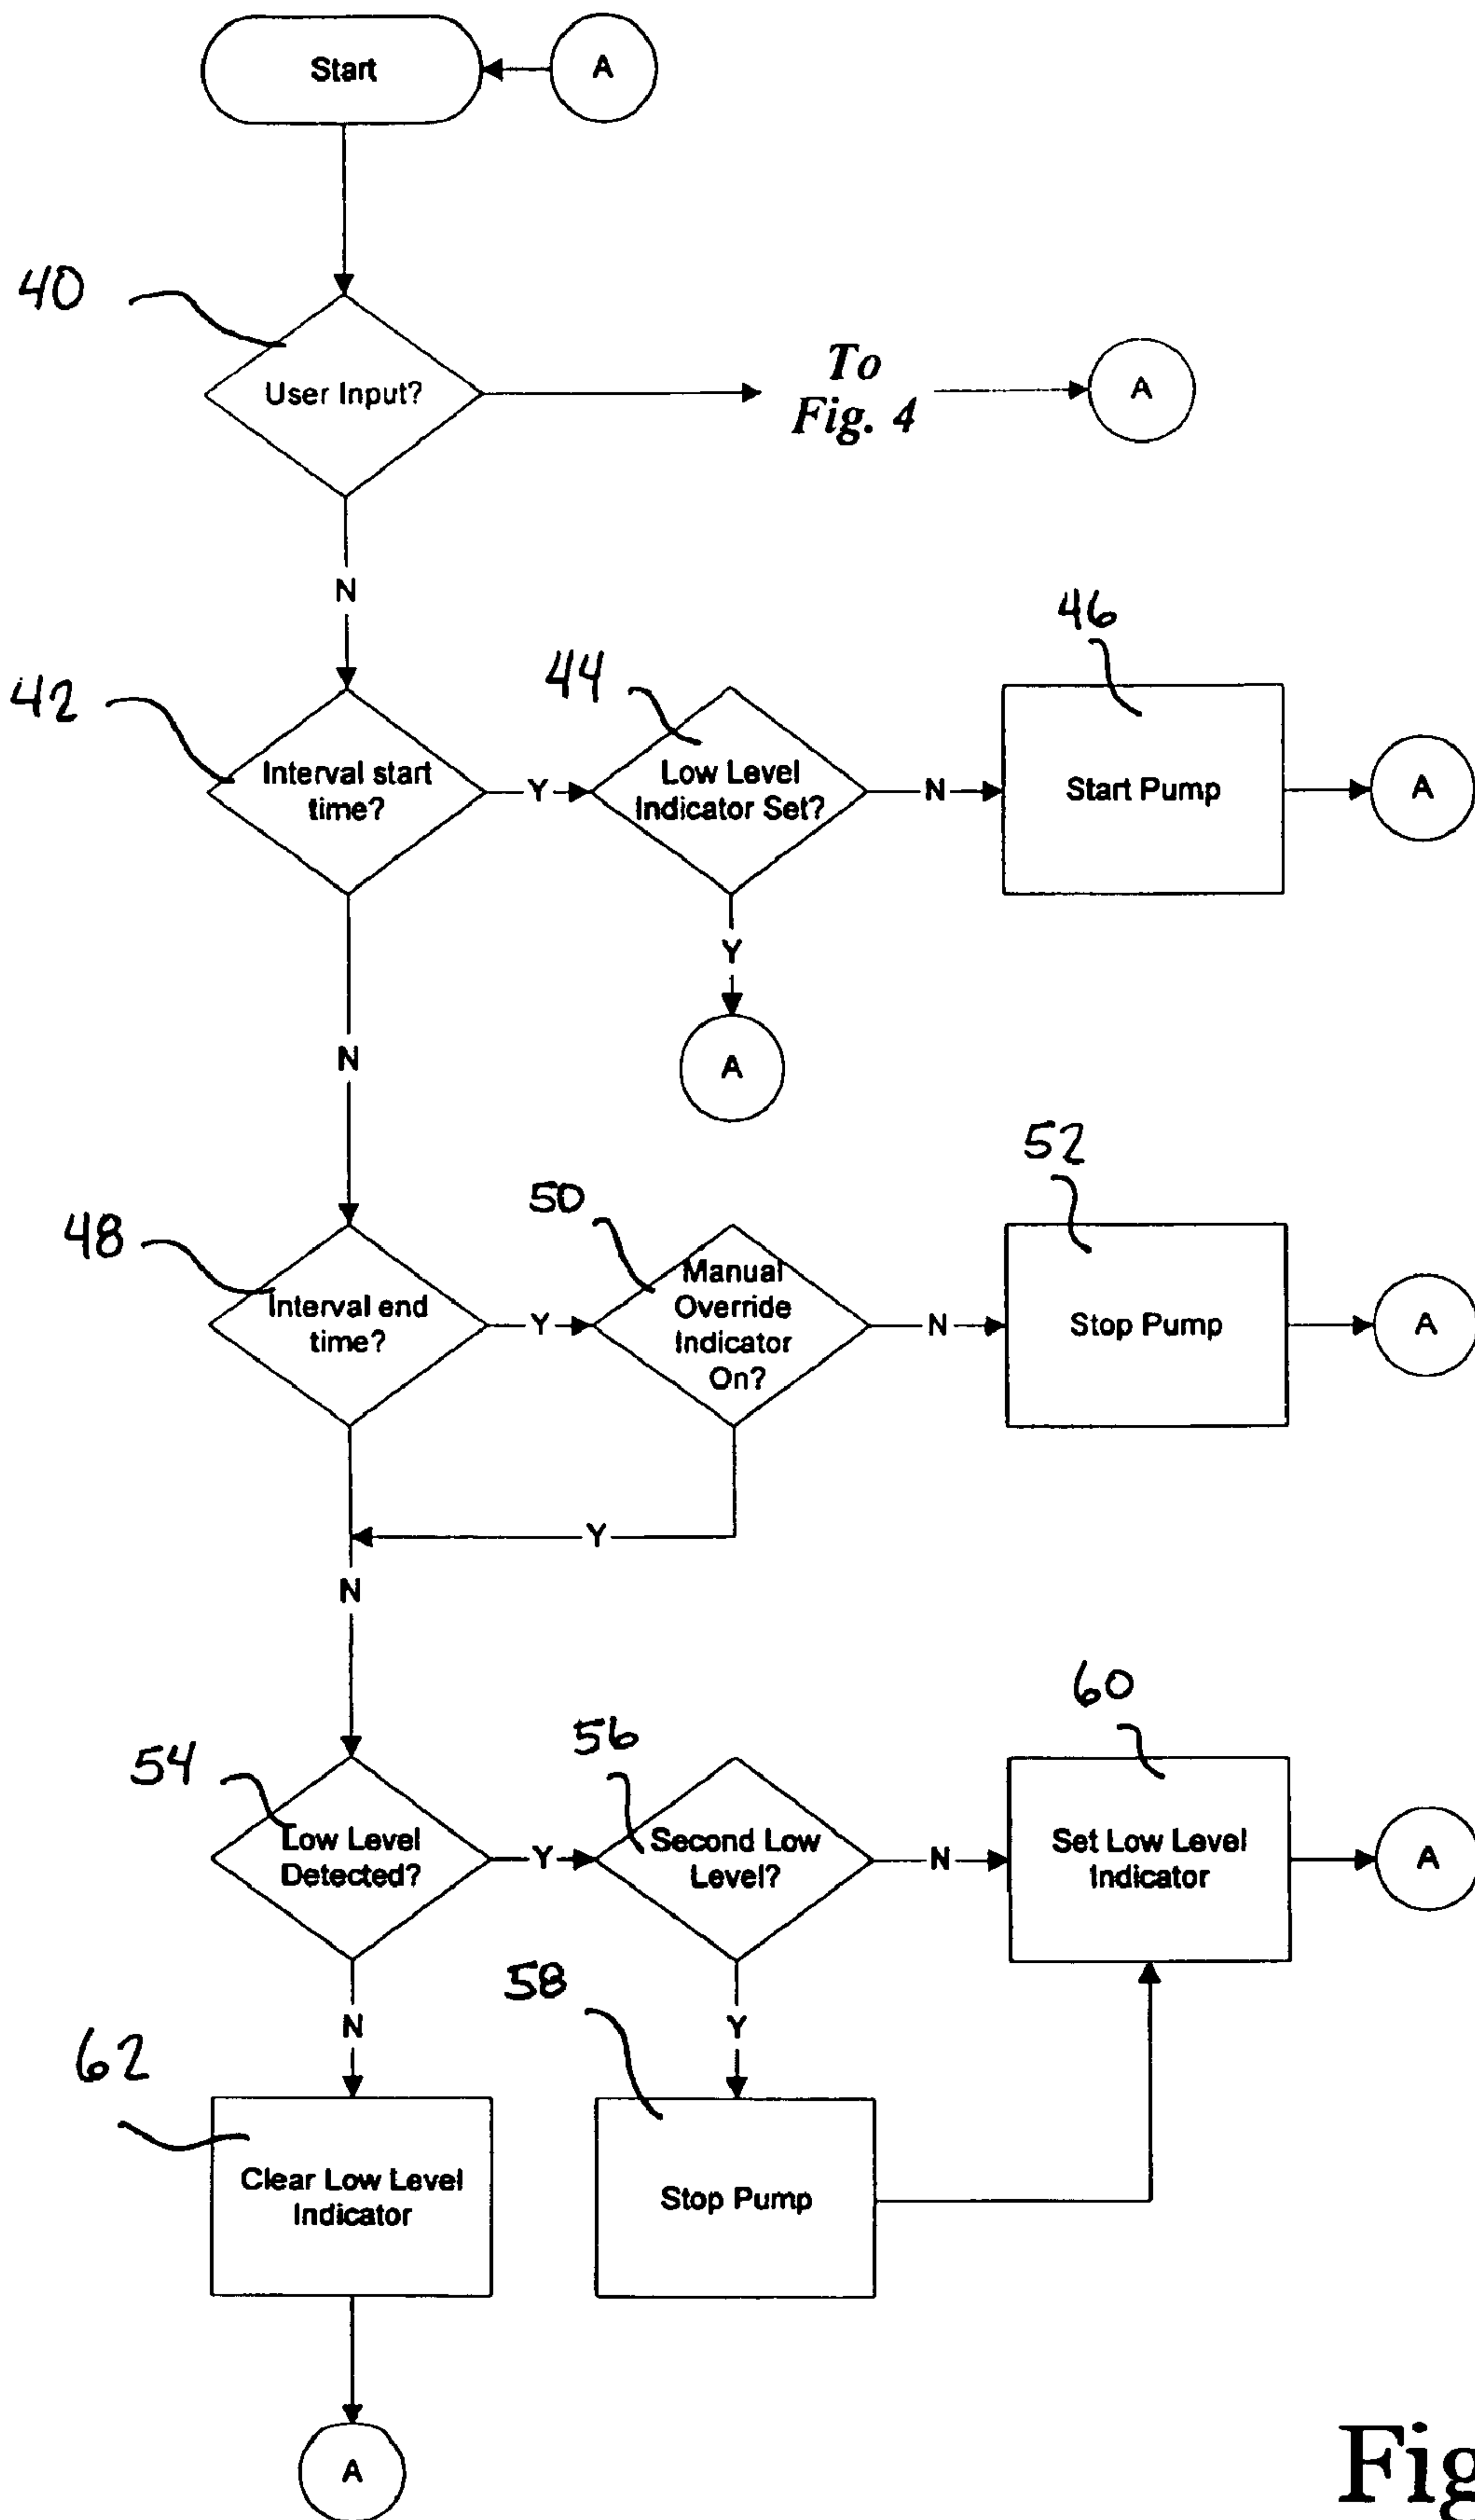 Start
A
40
User Input?
To
Fig. 4
A
N
46
42
44
Interval start
time?
Y
Low Level
Indicator Set?
N
Start Pump
A
Y
N
A
52
50
48
Interval end
time?
Y
Manual
Override
Indicator
On?
N
Stop Pump
A
Y
N
60
56
54
Low Level
Detected?
Y
Second Low
Level?
N
Set Low Level
Indicator
A
58
N
Y
62
Clear Low Level
Indicator
Stop Pump
A
Fig